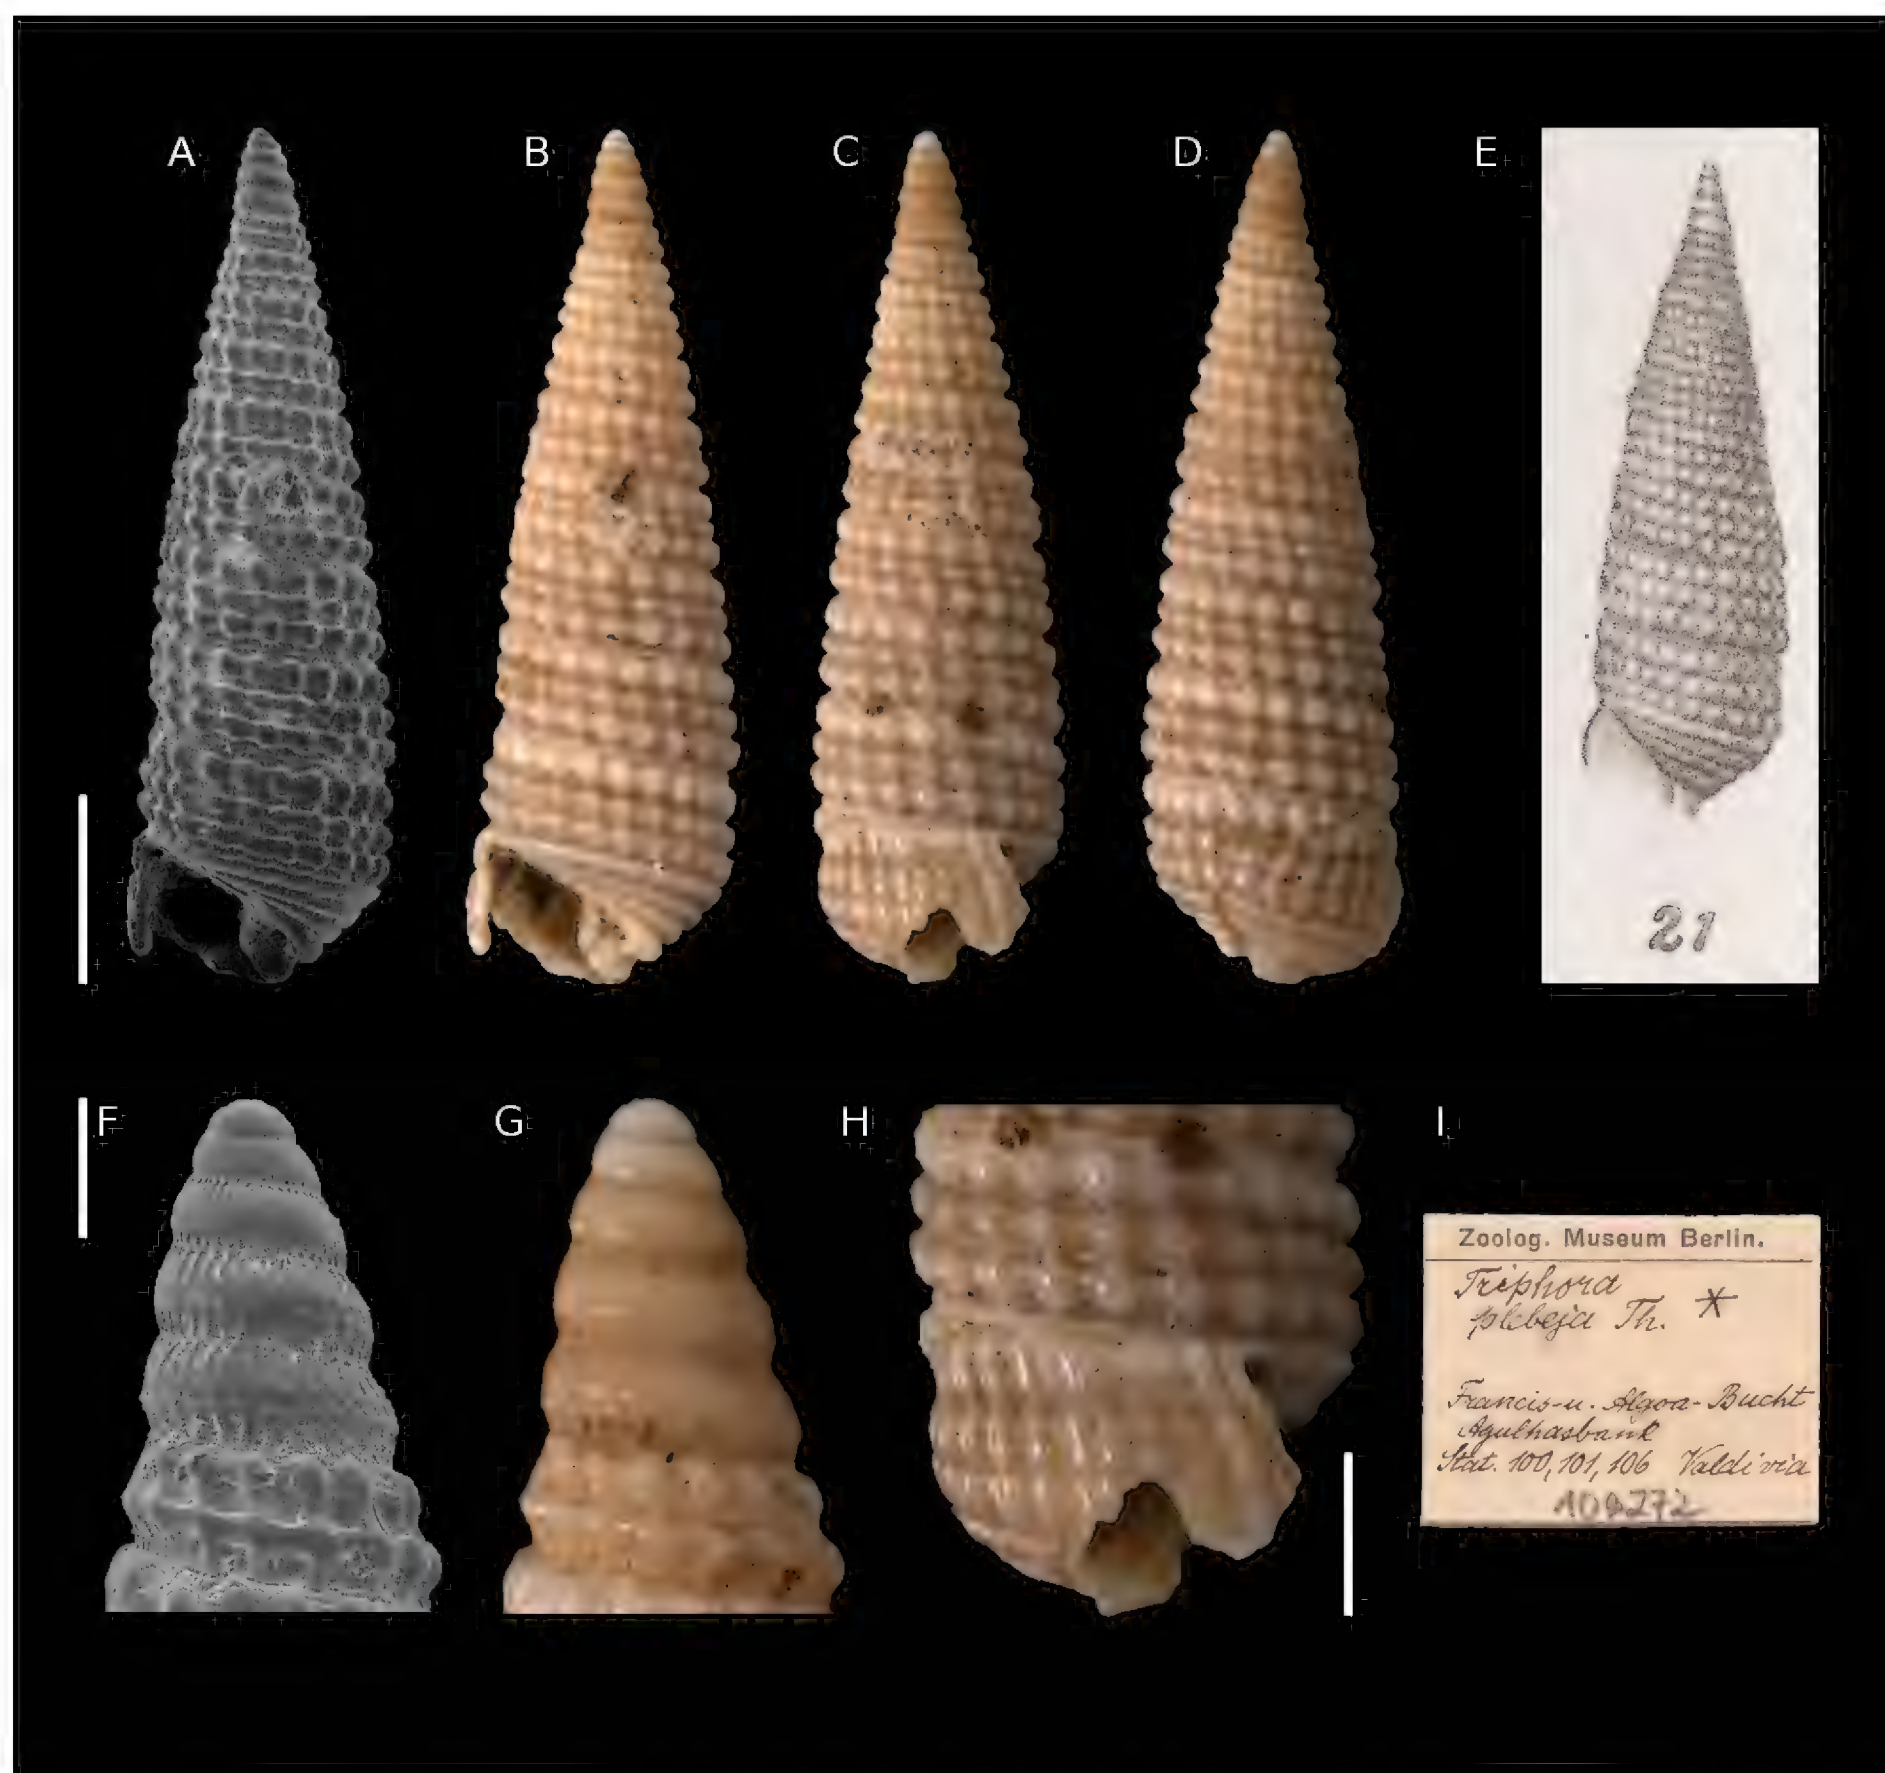 A
B
C
D
E
21
F
G
H
I
Zoolog. Museum Berlin.
Triphora
plebeja Th. *
Francis-u. Algoa-Bucht
Agulhasbank
Stat. 100, 101, 106 Valdivia
109272